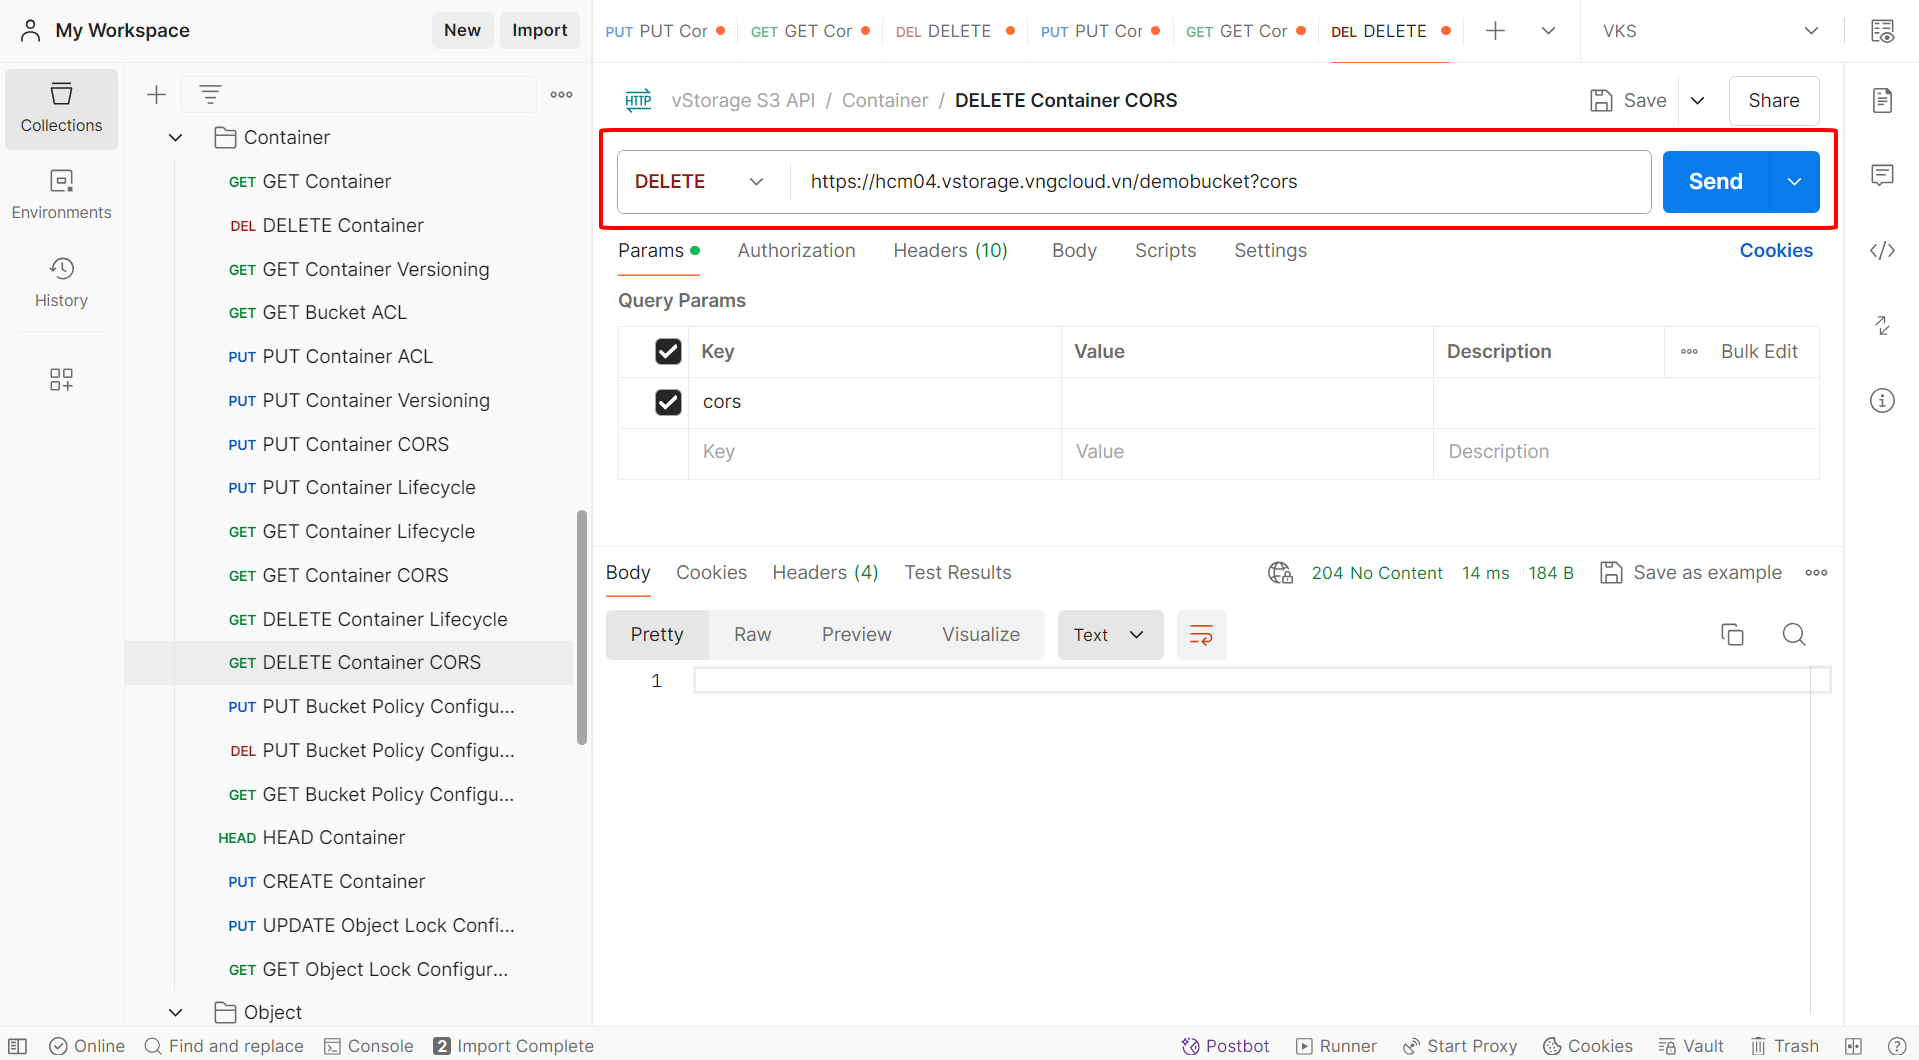 My Workspace
New
Import
PUT PUT Cor
GET GET Cor
DEL DELETE
PUT PUT Cor
GET GET Cor
DEL DELETE
VKS
Collections
Environments
History
Container
GET GET Container
DEL DELETE Container
GET GET Container Versioning
GET GET Bucket ACL
PUT PUT Container ACL
PUT PUT Container Versioning
PUT PUT Container CORS
PUT PUT Container Lifecycle
GET GET Container Lifecycle
GET GET Container CORS
GET DELETE Container Lifecycle
GET DELETE Container CORS
PUT PUT Bucket Policy Configu...
DEL PUT Bucket Policy Configu...
GET GET Bucket Policy Configu...
HEAD HEAD Container
PUT CREATE Container
PUT UPDATE Object Lock Confi...
GET GET Object Lock Configur...
Object
HTTP vStorage S3 API / Container / DELETE Container CORS
Save
Share
DELETE
https://hcm04.vstorage.vngcloud.vn/demobucket?cors
Send
Params
Authorization
Headers (10)
Body
Scripts
Settings
Cookies
Query Params
Key
Value
Description
Bulk Edit
cors
Key
Value
Description
Body
Cookies
Headers (4)
Test Results
204 No Content
14 ms
184 B
Save as example
Pretty
Raw
Preview
Visualize
Text
1
Online
Find and replace
Console
2 Import Complete
Postbot
Runner
Start Proxy
Cookies
Vault
Trash